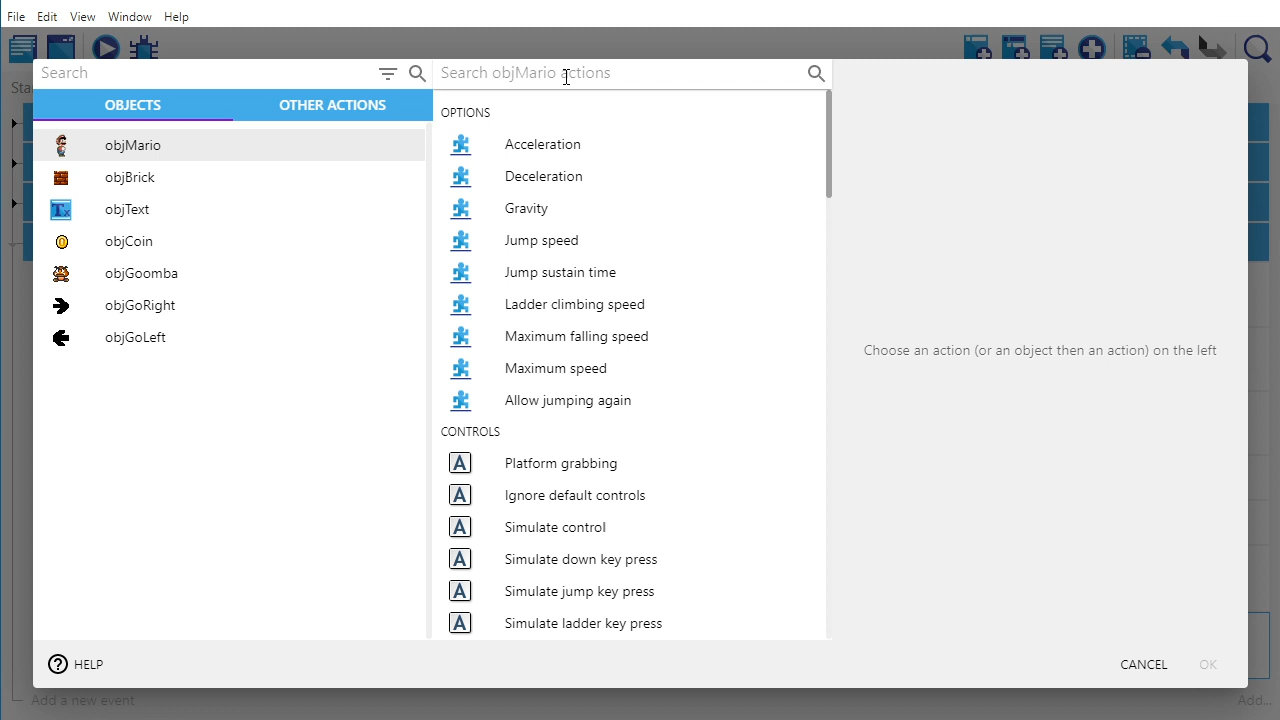 File Edit View Window Help
Search
Search objMario actions
OBJECTS
OTHER ACTIONS
objMario
objBrick
objText
objCoin
objGoomba
objGoRight
objGoLeft
OPTIONS
Acceleration
Deceleration
Gravity
Jump speed
Jump sustain time
Ladder climbing speed
Maximum falling speed
Maximum speed
Allow jumping again
CONTROLS
Platform grabbing
Ignore default controls
Simulate control
Simulate down key press
Simulate jump key press
Simulate ladder key press
Choose an action (or an object then an action) on the left
HELP
CANCEL
OK
Add a new event
Add...